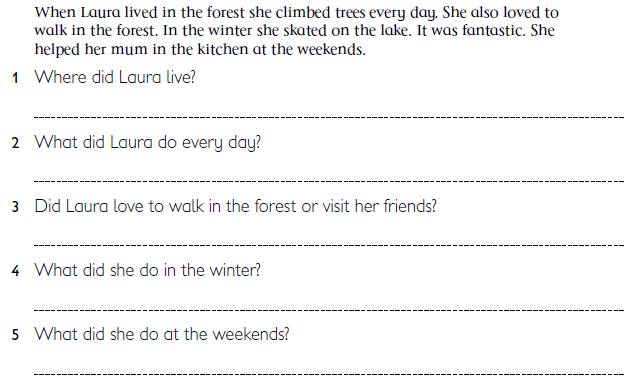 When Laura lived in the forest she climbed trees every day. She also loved to
walk in the forest. In the winter she skated on the lake. It was fantastic. She
helped her mum in the kitchen at the weekends.
1 Where did Laura live?
2 What did Laura do every day?
3 Did Laura love to walk in the forest or visit her friends?
4 What did she do in the winter?
5 What did she do at the weekends?